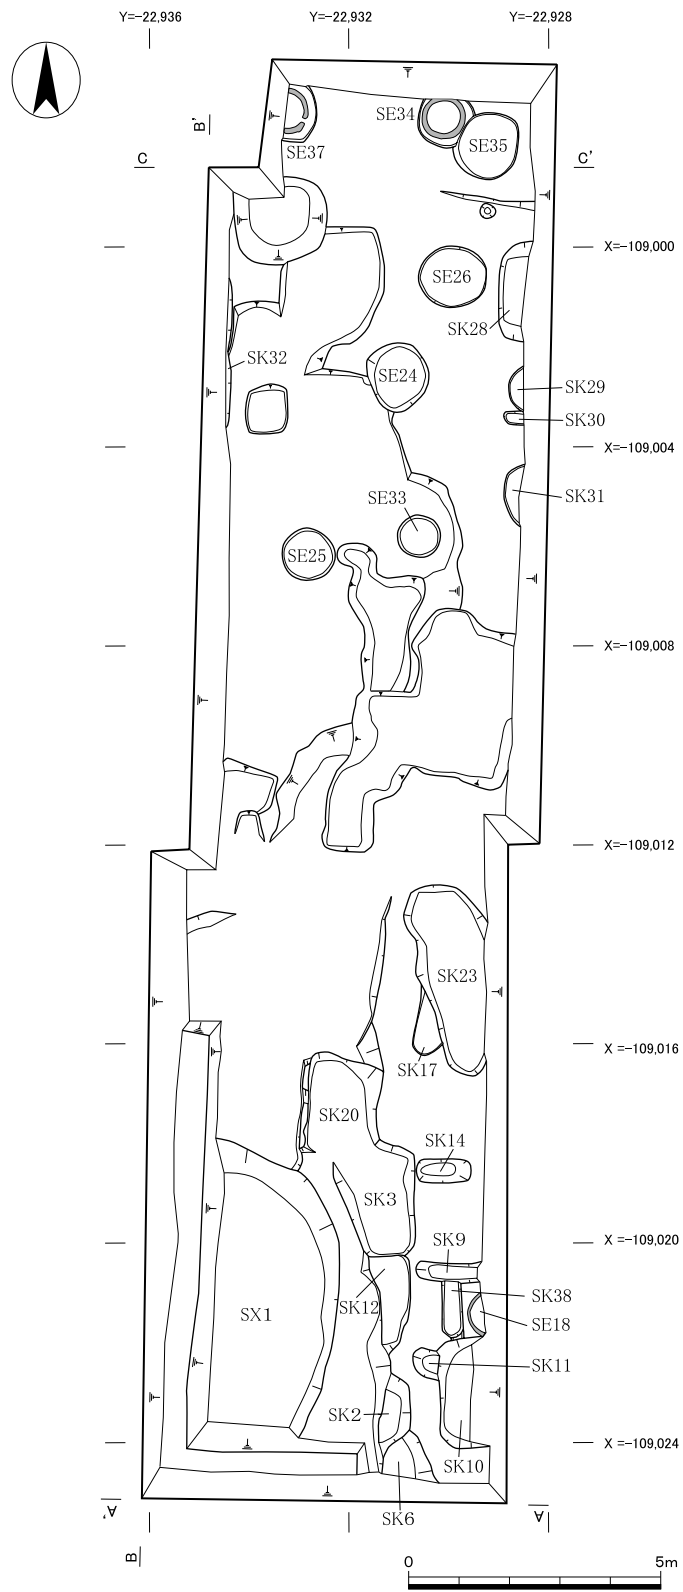 Y=-22,936 Y=-22,932 Y=-22,928
SE34
B'
SE35
SE37
C C'
X=-109,000
SE26
SK28
SK32
SE24
SK29
SK30
X=-109,004
SE33
SK31
SE25
X=-109,008
X=-109,012
SK23
X=-109,016
SK17
SK20
SK14
SK3
SK9
X=-109,020
SK38
SK12
SX1
SE18
SK11
SK2
X=-109,024
SK10
A' A
SK6
B
0 5m